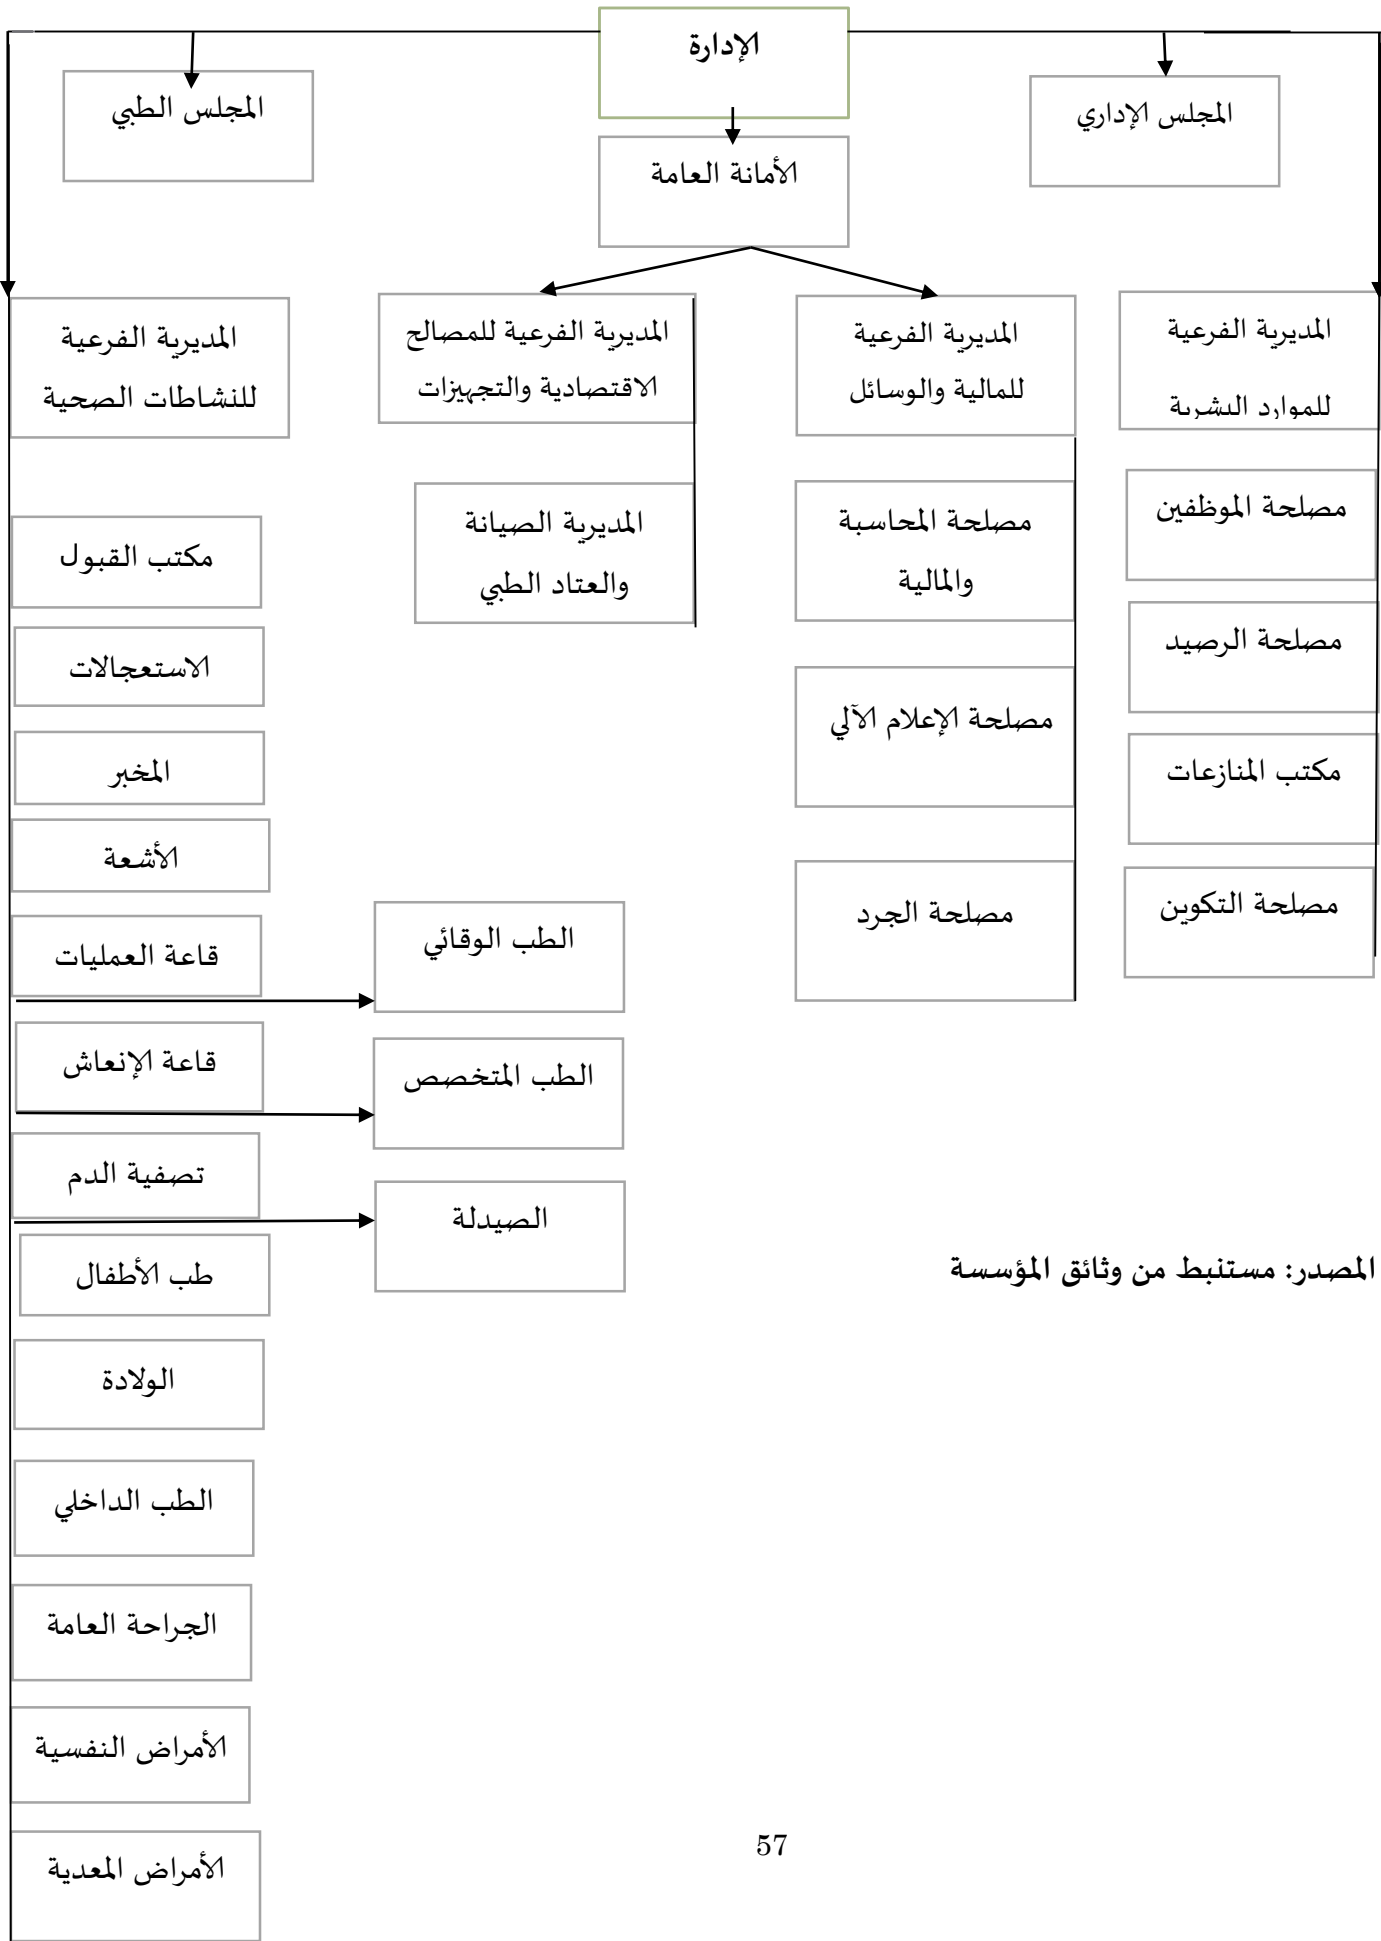 الإدارة
المجلس الإداري
المجلس الطبي
الأمانة العامة
المديرية الفرعية
للموارد البشرية
المديرية الفرعية
للمالية والوسائل
المديرية الفرعية للمصالح
الاقتصادية والتجهيزات
المديرية الفرعية
للنشاطات الصحية
مصلحة الموظفين
مصلحة الرصيد
مكتب المنازعات
مصلحة التكوين
مصلحة المحاسبة
والمالية
مصلحة الإعلام الآلي
مصلحة الجرد
المديرية الصيانة
والعتاد الطبي
مكتب القبول
الاستعجالات
المخبر
الأشعة
قاعة العمليات
الطب الوقائي
قاعة الإنعاش
الطب المتخصص
تصفية الدم
الصيدلة
طب الأطفال
الولادة
الطب الداخلي
الجراحة العامة
الأمراض النفسية
الأمراض المعدية
المصدر: مستنبط من وثائق المؤسسة
57